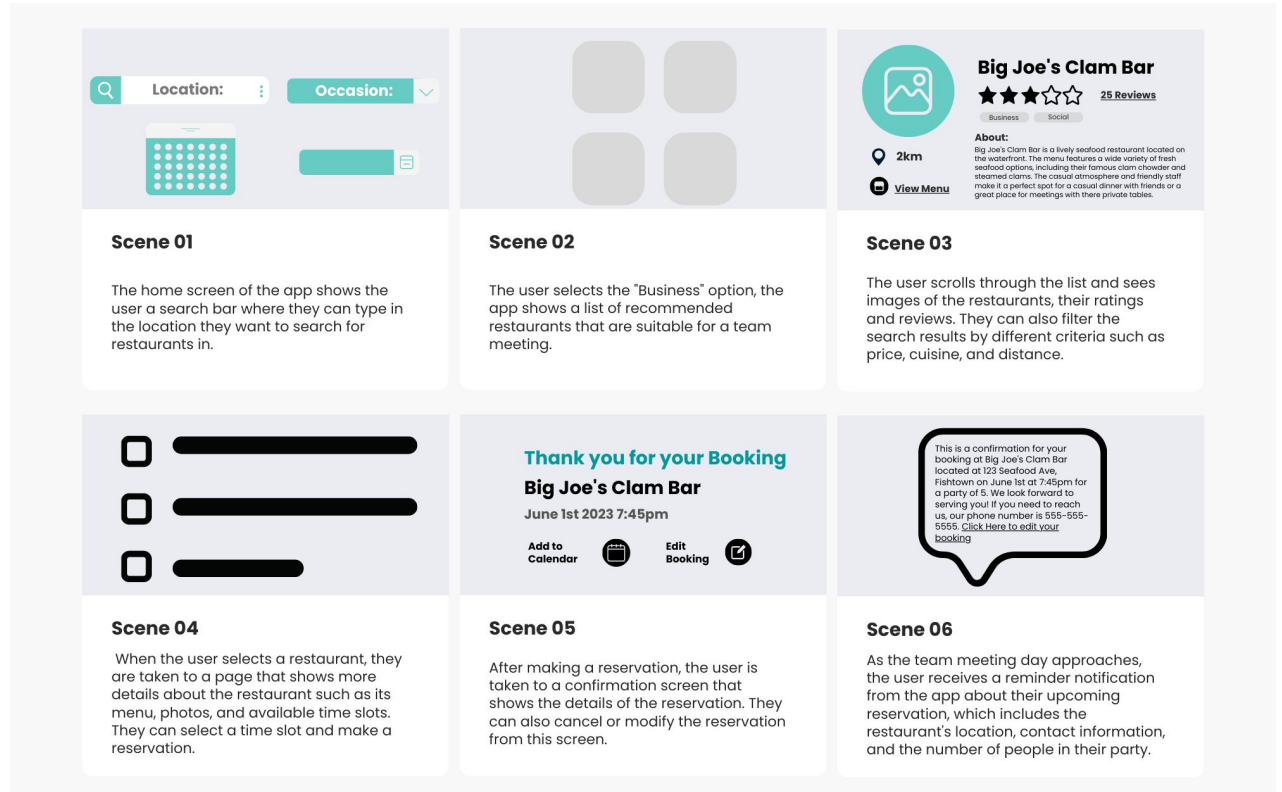 Location:
Occasion:
Scene 01
The home screen of the app shows the
user a search bar where they can type in
the location they want to search for
restaurants in.
Scene 02
The user selects the "Business" option, the
app shows a list of recommended
restaurants that are suitable for a team
meeting.
Big Joe's Clam Bar
25 Reviews
Business
Social
2km
View Menu
About:
Big Joe's Clam Bar is a lively seafood restaurant located on
the waterfront. The menu features a wide variety of fresh
seafood options, including their famous clam chowder and
steamed clams. The casual atmosphere and friendly staff
make it a perfect spot for a casual dinner with friends or a
great place for meetings with there private tables.
Scene 03
The user scrolls through the list and sees
images of the restaurants, their ratings
and reviews. They can also filter the
search results by different criteria such as
price, cuisine, and distance.
Scene 04
When the user selects a restaurant, they
are taken to a page that shows more
details about the restaurant such as its
menu, photos, and available time slots.
They can select a time slot and make a
reservation.
Thank you for your Booking
Big Joe's Clam Bar
June 1st 2023 7:45pm
Add to
Calendar
Edit
Booking
Scene 05
After making a reservation, the user is
taken to a confirmation screen that
shows the details of the reservation. They
can also cancel or modify the reservation
from this screen.
This is a confirmation for your
booking at Big Joe's Clam Bar
located at 123 Seafood Ave,
Fishtown on June 1st at 7:45pm for
a party of 5. We look forward to
serving you! If you need to reach
us, our phone number is 555-555-
5555. Click Here to edit your
booking
Scene 06
As the team meeting day approaches,
the user receives a reminder notification
from the app about their upcoming
reservation, which includes the
restaurant's location, contact information,
and the number of people in their party.